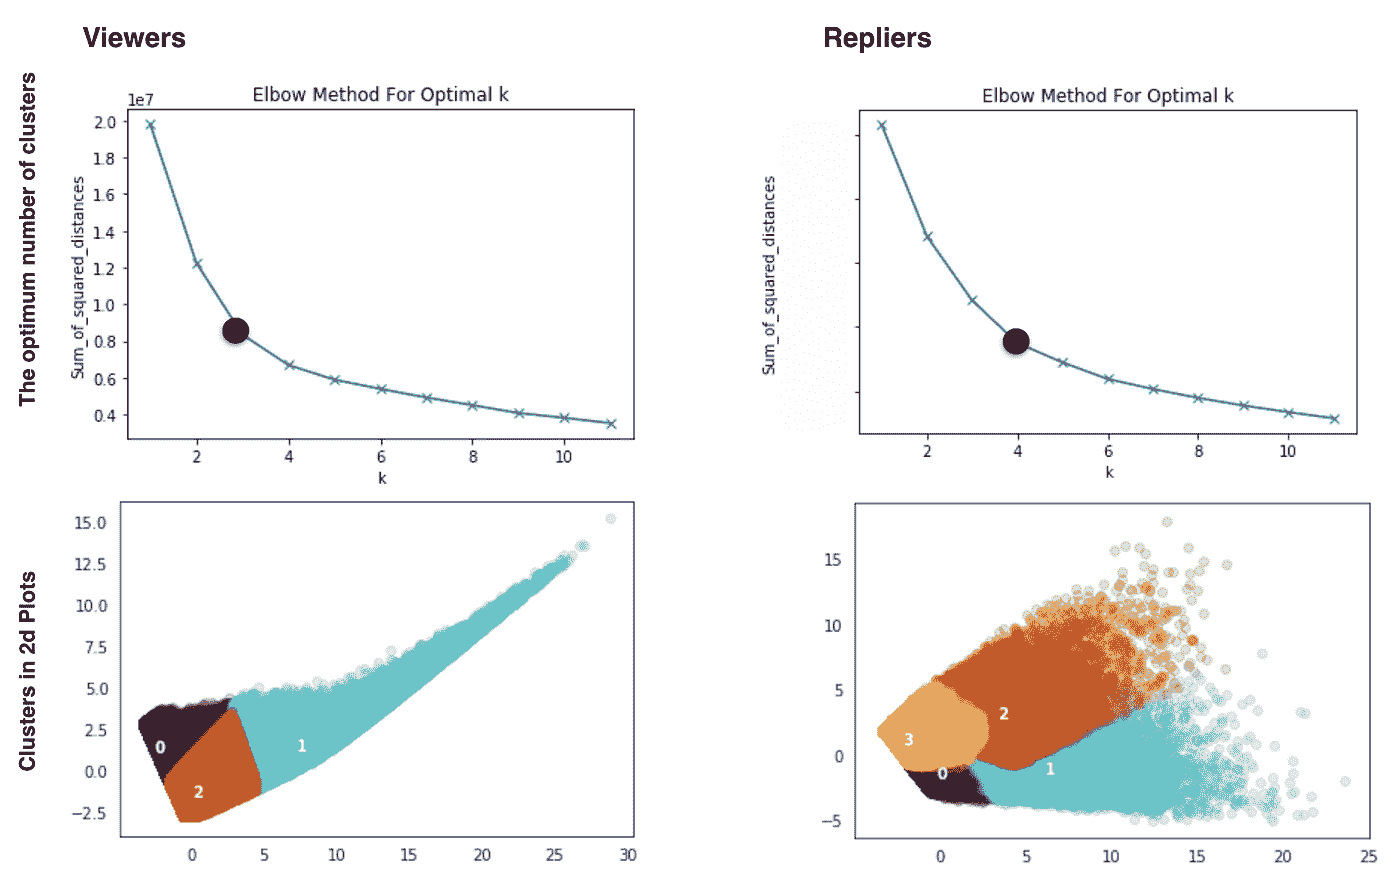 Viewers
Repliers
The optimum number of clusters
Elbow Method For Optimal k
1e7
2.0
1.8
1.6
1.4
1.2
1.0
0.8
0.6
0.4
Sum_of_squared_distances
2 4 6 8 10
k
Elbow Method For Optimal k
Sum_of_squared_distances
2 4 6 8 10
k
Clusters in 2d Plots
15.0
12.5
10.0
7.5
5.0
2.5
0.0
−2.5
0
1
2
0 5 10 15 20 25 30
15
10
5
0
−5
2
3
1
0
0 5 10 15 20 25